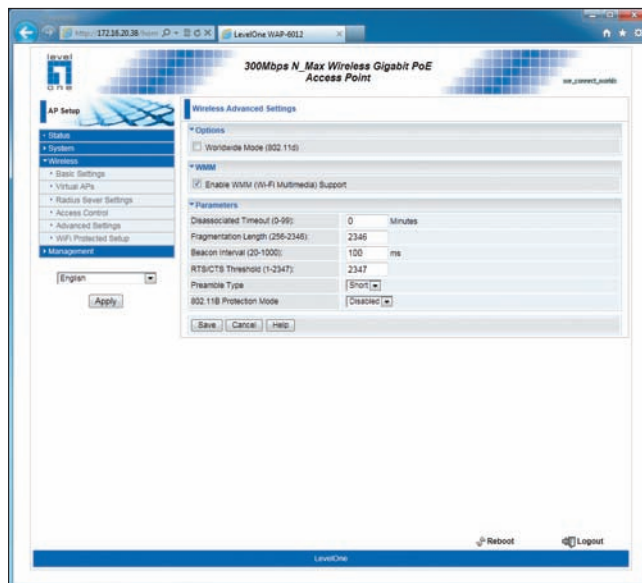 http://172.16.20.36
LevelOne WAP-6012
level
one
300Mbps N_Max Wireless Gigabit PoE
Access Point
we_connect_worlds
AP Setup
Status
System
Wireless
Basic Settings
Virtual APs
Radius Sever Settings
Access Control
Advanced Settings
WiFi Protected Setup
Management
English
Apply
Wireless Advanced Settings
Options
Worldwide Mode (802.11d)
WMM
Enable WMM (Wi-Fi Multimedia) Support
Parameters
Disassociated Timeout (0-99): 0 Minutes
Fragmentation Length (256-2346): 2346
Beacon Interval (20-1000): 100 ms
RTS/CTS Threshold (1-2347): 2347
Preamble Type Short
802.11B Protection Mode Disabled
Save Cancel Help
Reboot Logout
LevelOne